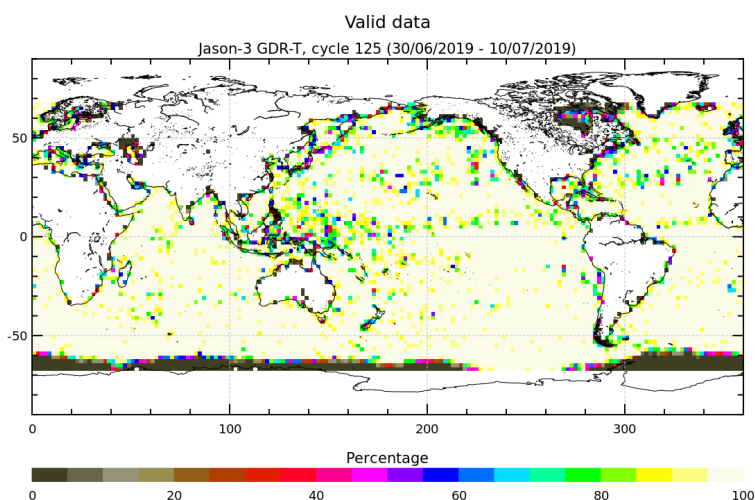 Valid data
Jason-3 GDR-T, cycle 125 (30/06/2019 - 10/07/2019)
50
0
-50
0 100 200 300
Percentage
0 20 40 60 80 100